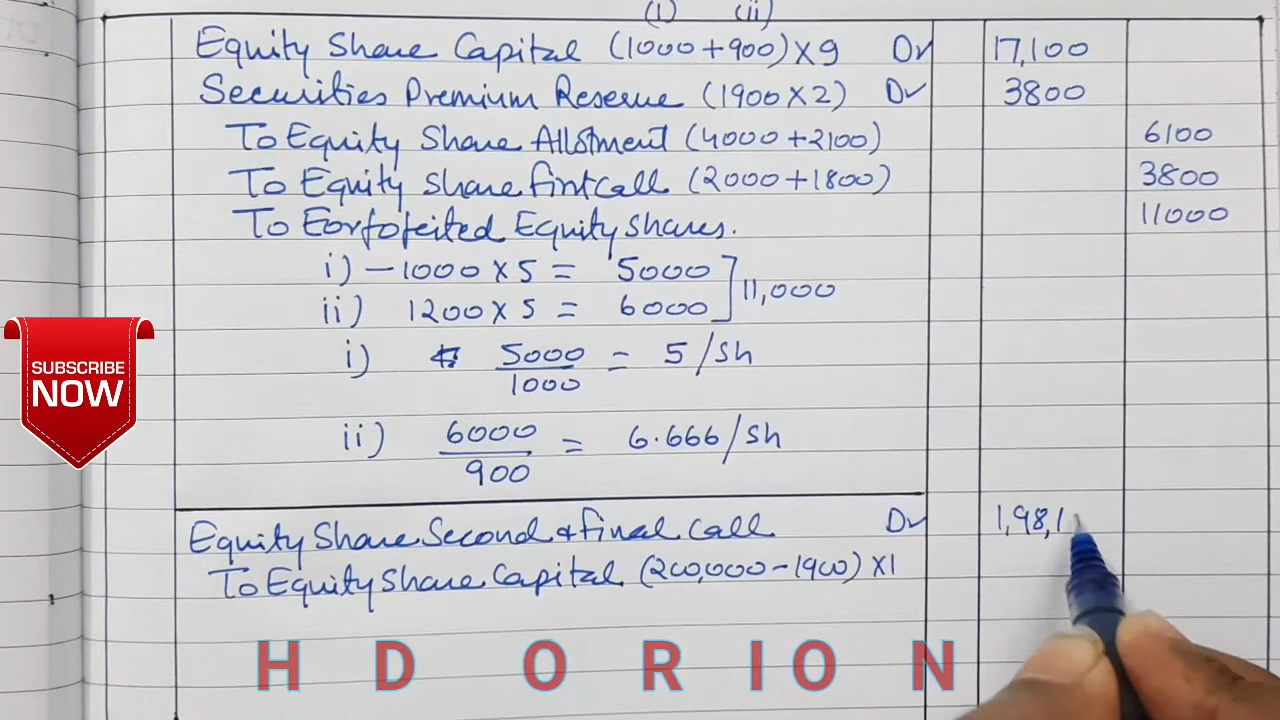 (i) (ii)
Equity Share Capital (1000+900)×9 Dr 17,100
Securities Premium Reserve (1900×2) Dr 3800
To Equity Share Allotment (4000+2100) 6100
To Equity Share first call (2000+1800) 3800
To Forfofeited Equity shares. 11000
i) – 1000 × 5 = 5000
ii) 1200 × 5 = 6000 ] 11,000
i) 5000/1000 = 5/sh
ii) 6000/900 = 6.666/sh
SUBSCRIBE
NOW
Equity Share Second & final Call Dr 1,98,1
To Equity Share Capital (200,000 – 1900) ×1
H D O R I O N